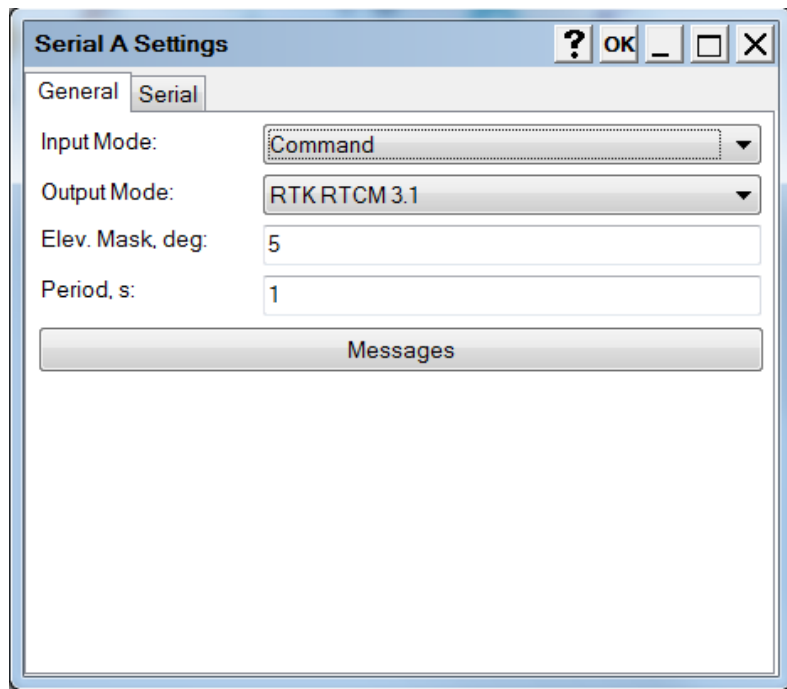 Serial A Settings ? OK
General Serial
Input Mode: Command
Output Mode: RTK RTCM 3.1
Elev. Mask, deg: 5
Period, s: 1
Messages